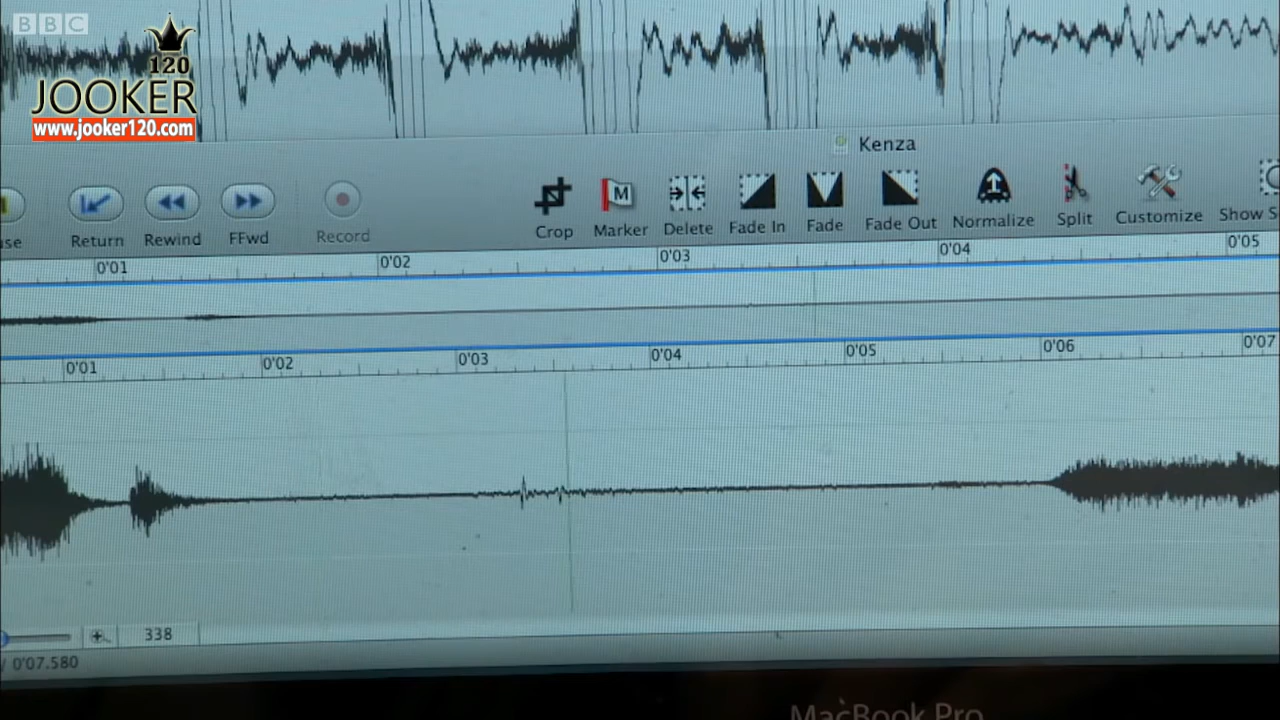 BBC
120
JOOKER
www.jooker120.com
Kenza
Return Rewind FFwd Record Crop Marker Delete Fade In Fade Fade Out Normalize Split Customize Show S
0'01 0'02 0'03 0'04 0'05
0'01 0'02 0'03 0'04 0'05 0'06 0'07
338
/ 0'07.580
MacBook Pro